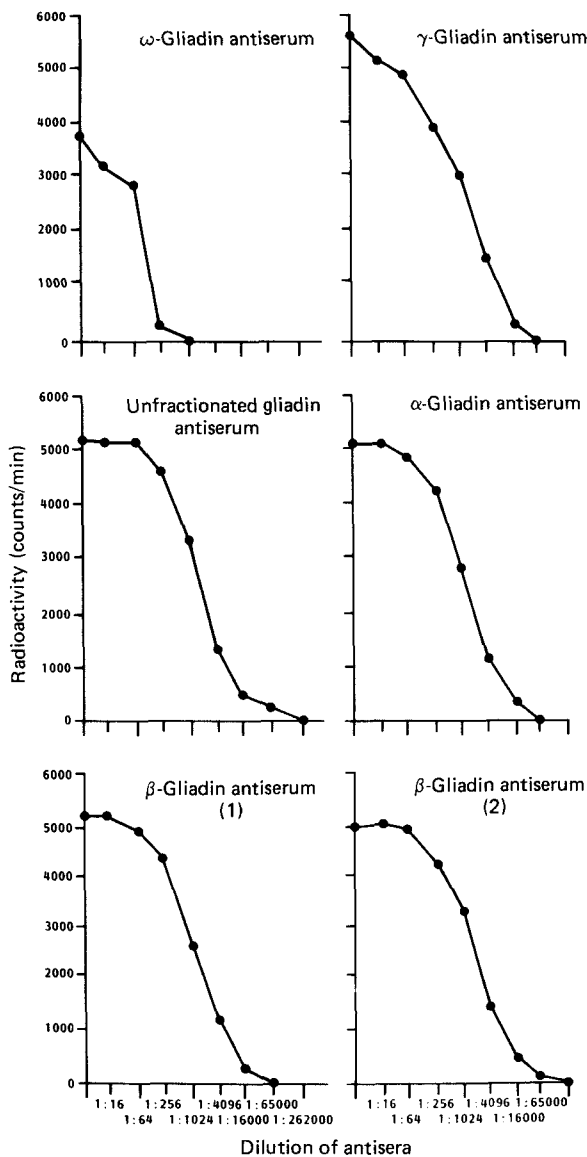 ω-Gliadin antiserum
6000
5000
4000
3000
2000
1000
0
γ-Gliadin antiserum
Unfractionated gliadin
antiserum
6000
5000
4000
3000
2000
1000
0
α-Gliadin antiserum
β-Gliadin antiserum
(1)
6000
5000
4000
3000
2000
1000
0
β-Gliadin antiserum
(2)
Radioactivity (counts/min)
1:16 1:256 1:4096 1:65000
1:64 1:1024 1:16000 1:262000
1:16 1:256 1:4096 1:65000
1:64 1:1024 1:16000
Dilution of antisera